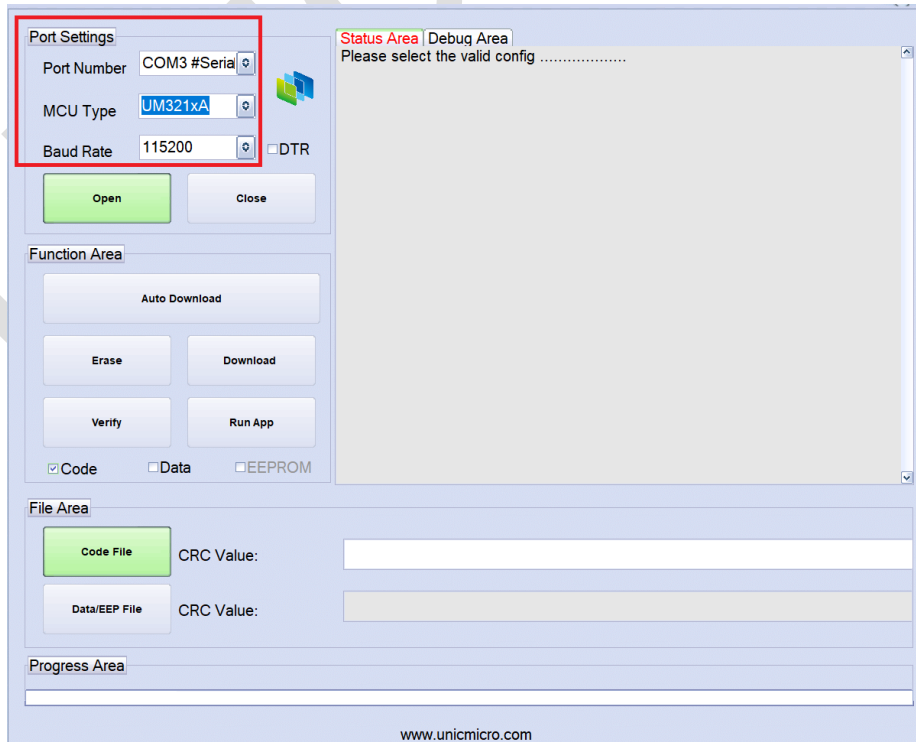 Port Settings
Port Number COM3 #Serial
MCU Type UM321xA
Baud Rate 115200 DTR
Open Close
Status Area Debug Area
Please select the valid config ...................
Function Area
Auto Download
Erase Download
Verify Run App
Code Data EEPROM
File Area
Code File CRC Value:
Data/EEP File CRC Value:
Progress Area
www.unicmicro.com